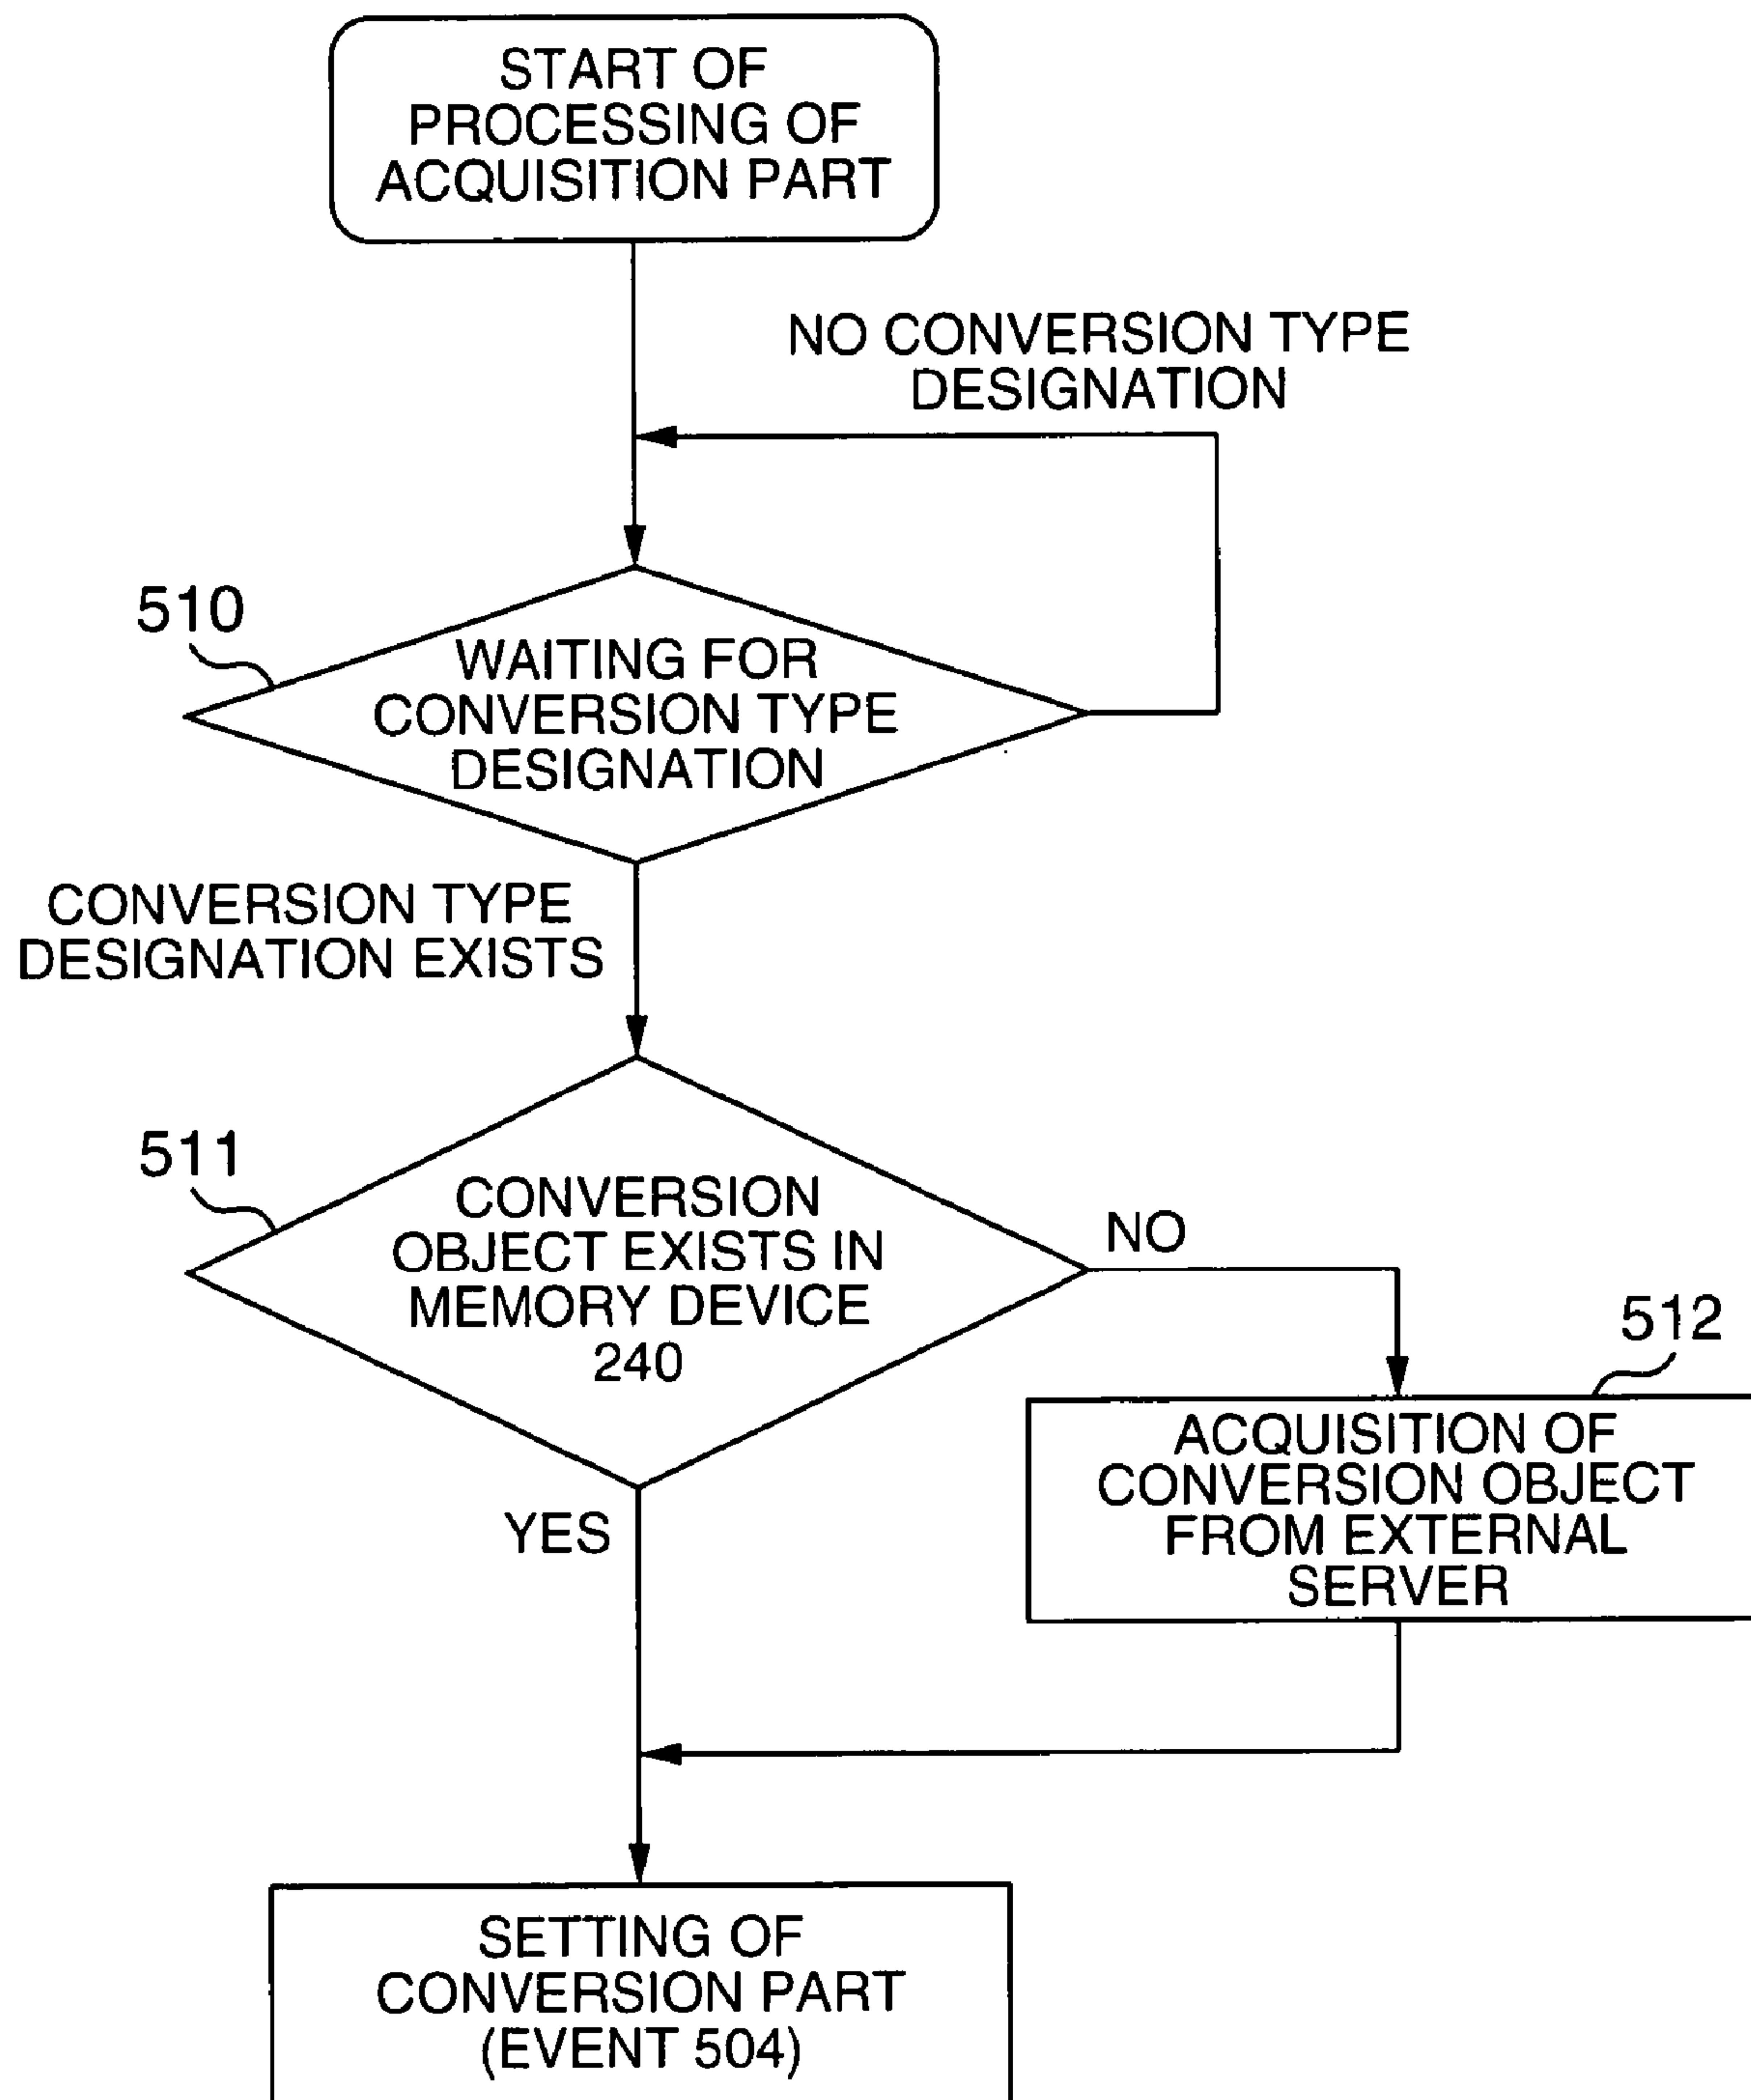 START OF
PROCESSING OF
ACQUISITION PART
NO CONVERSION TYPE
DESIGNATION
510
WAITING FOR
CONVERSION TYPE
DESIGNATION
CONVERSION TYPE
DESIGNATION EXISTS
511
CONVERSION
OBJECT EXISTS IN
MEMORY DEVICE
240
NO
512
ACQUISITION OF
CONVERSION OBJECT
FROM EXTERNAL
SERVER
YES
SETTING OF
CONVERSION PART
(EVENT 504)